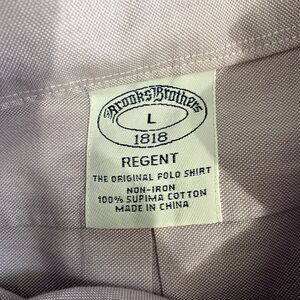 Brooks Brothers
L
1818
REGENT
THE ORIGINAL POLO SHIRT
NON-IRON
100% SUPIMA COTTON
MADE IN CHINA